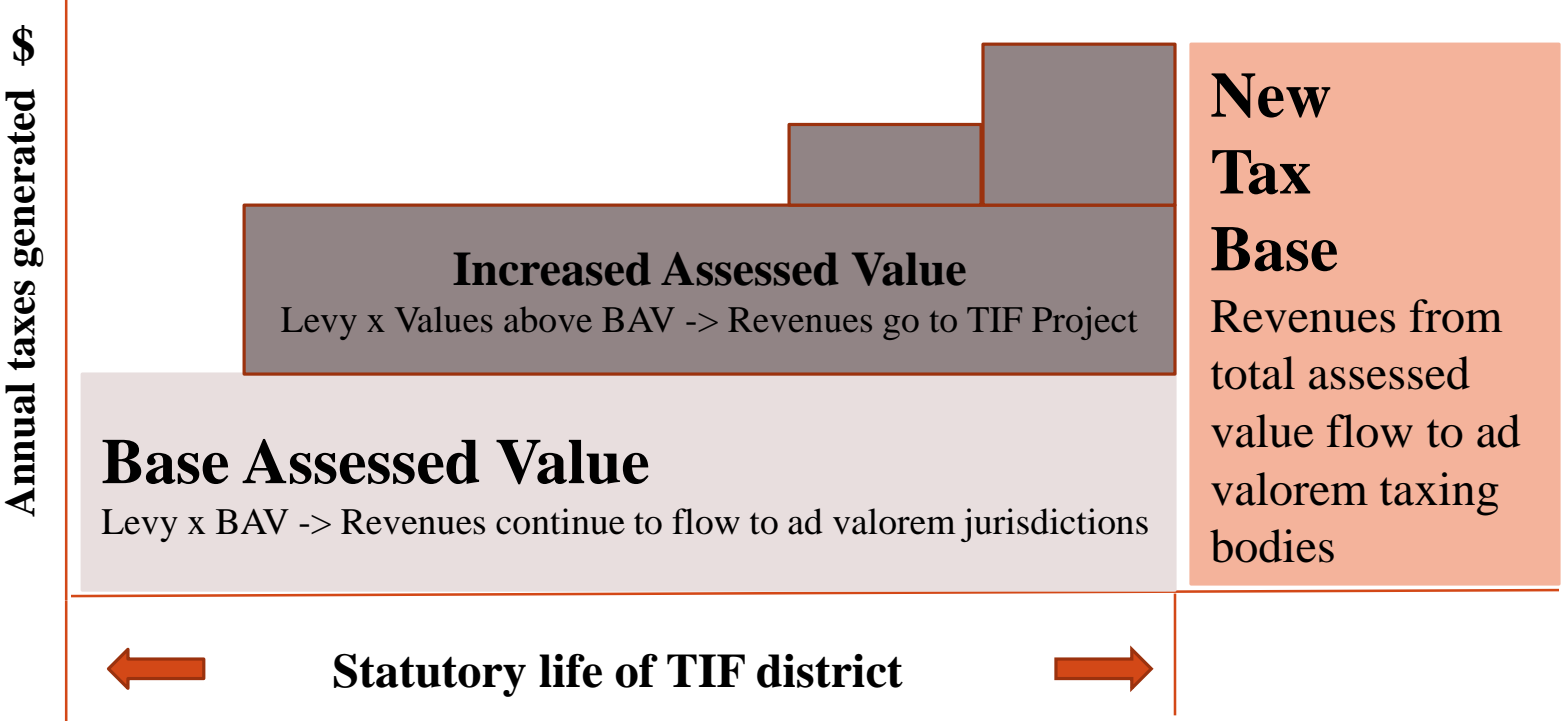 Annual taxes generated $
Increased Assessed Value
Levy x Values above BAV -> Revenues go to TIF Project
Base Assessed Value
Levy x BAV -> Revenues continue to flow to ad valorem jurisdictions
New
Tax
Base
Revenues from
total assessed
value flow to ad
valorem taxing
bodies
Statutory life of TIF district